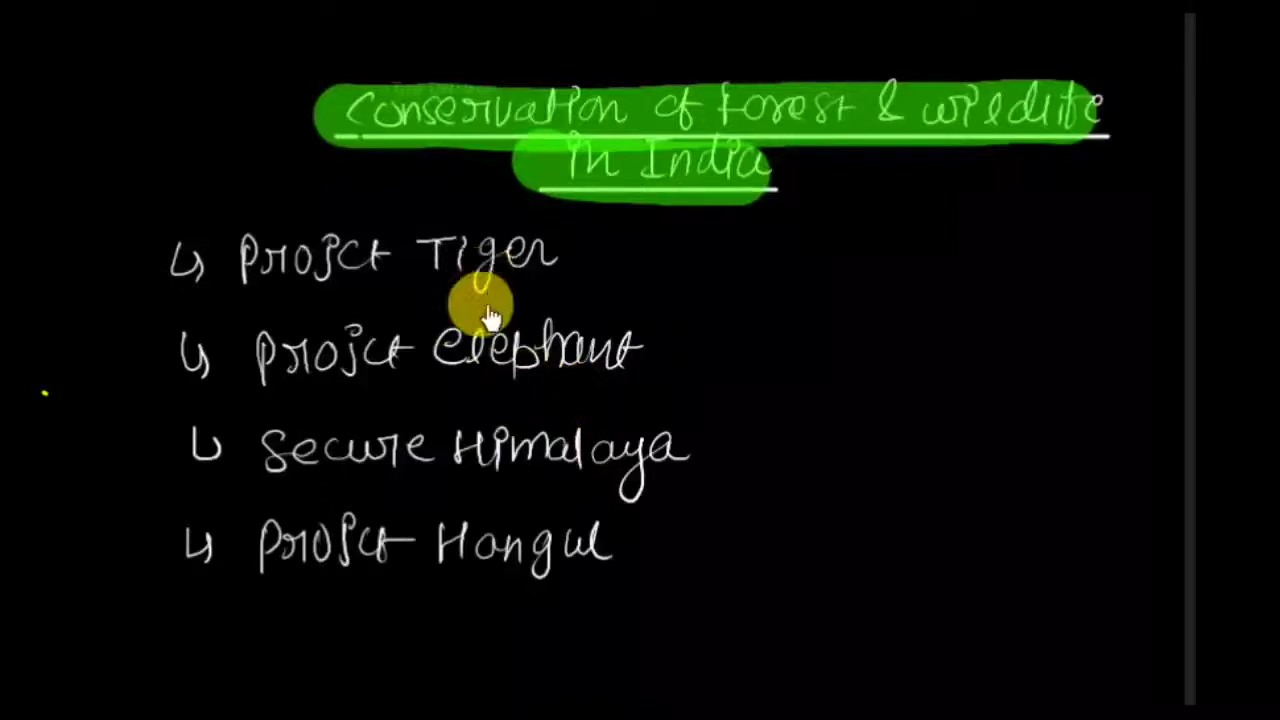 Conservation of Forest & wildlife
in India
↳ Project Tiger
↳ Project Elephant
↳ Secure Himalaya
↳ Project Hangul